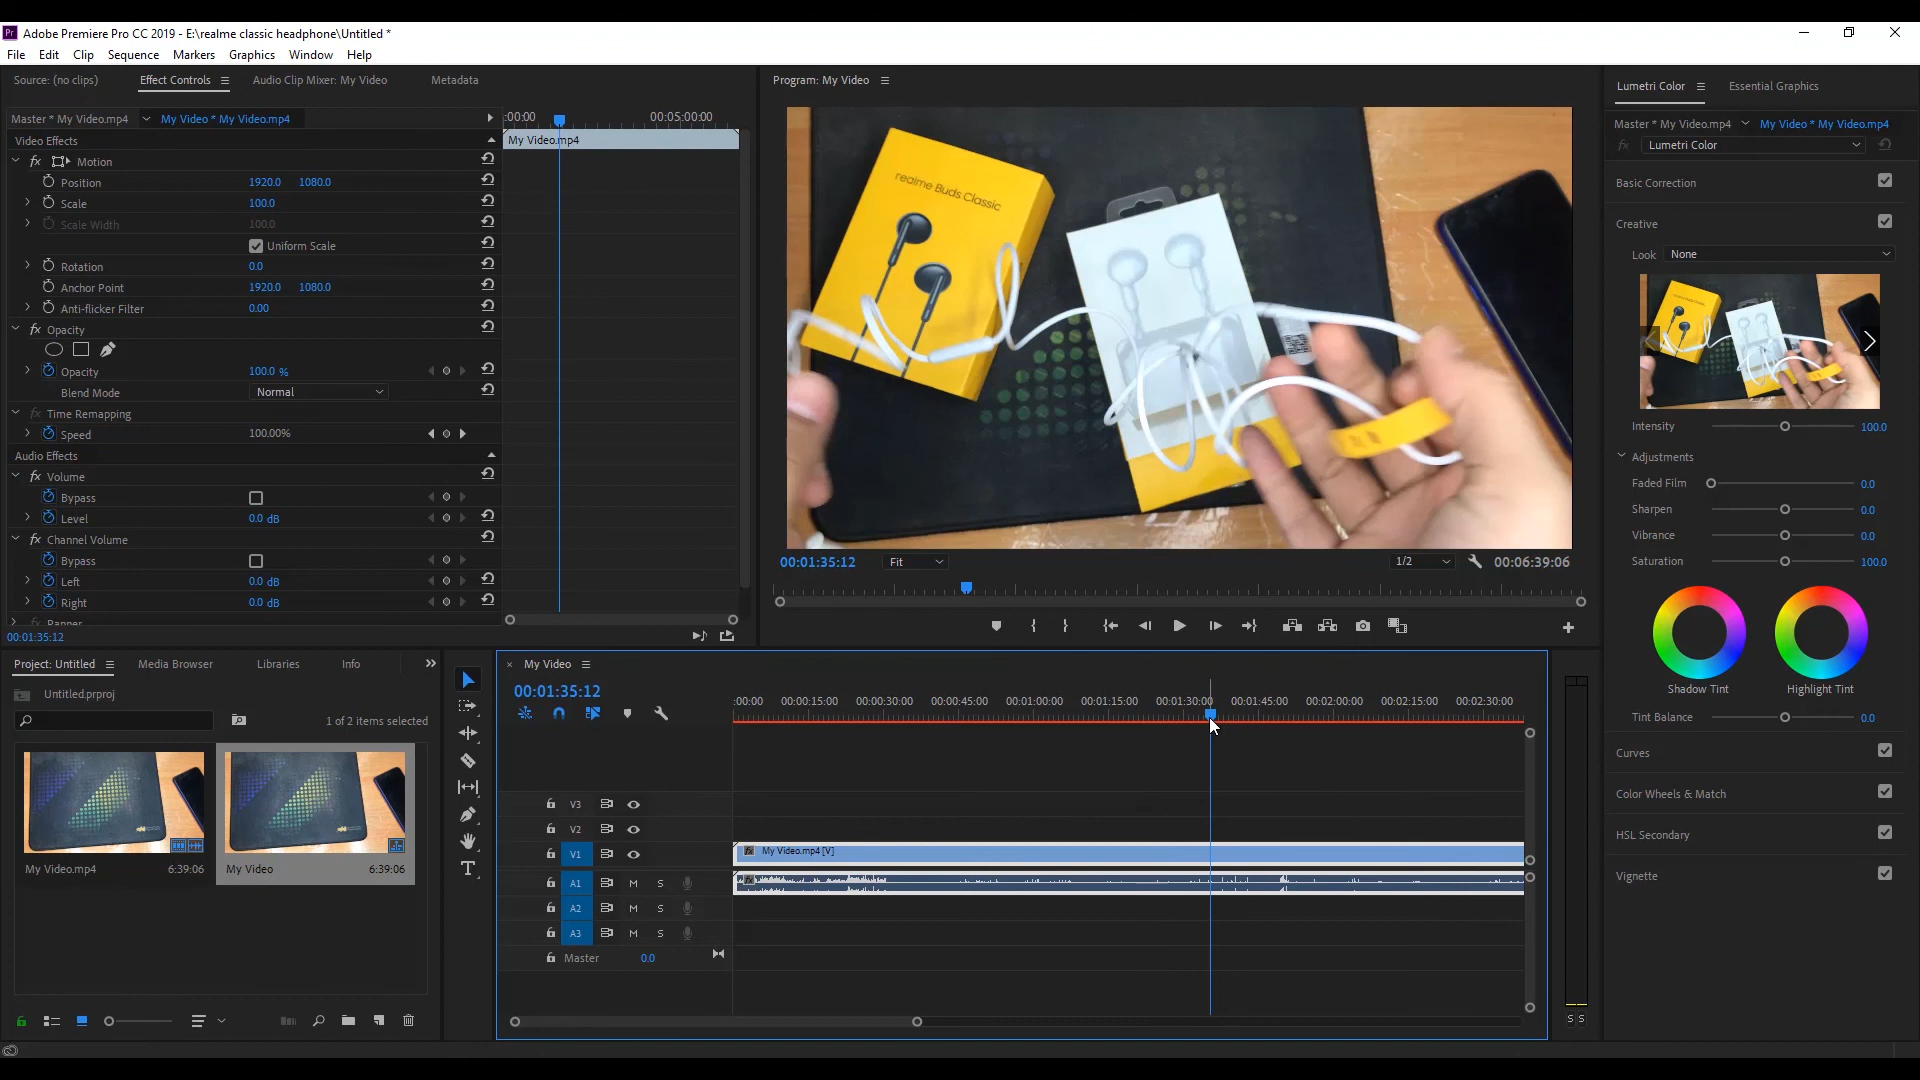 Adobe Premiere Pro CC 2019 - E:\realme classic headphone\Untitled *
File Edit Clip Sequence Markers Graphics Window Help
Source: (no clips) Effect Controls Audio Clip Mixer: My Video Metadata
Master * My Video.mp4 My Video * My Video.mp4
:00:00 00:05:00:00
My Video.mp4
Video Effects
fx Motion
Position 1920.0 1080.0
Scale 100.0
Scale Width 100.0
Uniform Scale
Rotation 0.0
Anchor Point 1920.0 1080.0
Anti-flicker Filter 0.00
fx Opacity
Opacity 100.0 %
Blend Mode Normal
fx Time Remapping
Speed 100.00%
Audio Effects
fx Volume
Bypass
Level 0.0 dB
fx Channel Volume
Bypass
Left 0.0 dB
Right 0.0 dB
Panner
00:01:35:12
Program: My Video
realme Buds Classic
00:01:35:12 Fit 1/2 00:06:39:06
Lumetri Color Essential Graphics
Master * My Video.mp4 My Video * My Video.mp4
fx Lumetri Color
Basic Correction
Creative
Look None
Intensity 100.0
Adjustments
Faded Film 0.0
Sharpen 0.0
Vibrance 0.0
Saturation 100.0
Shadow Tint Highlight Tint
Tint Balance 0.0
Curves
Color Wheels & Match
HSL Secondary
Vignette
Project: Untitled Media Browser Libraries Info
Untitled.prproj
1 of 2 items selected
My Video.mp4 6:39:06
My Video 6:39:06
My Video
00:01:35:12
:00:00 00:00:15:00 00:00:30:00 00:00:45:00 00:01:00:00 00:01:15:00 00:01:30:00 00:01:45:00 00:02:00:00 00:02:15:00 00:02:30:00
V3
V2
V1
fx My Video.mp4 [V]
A1 M S
fx
A2 M S
A3 M S
Master 0.0
S S